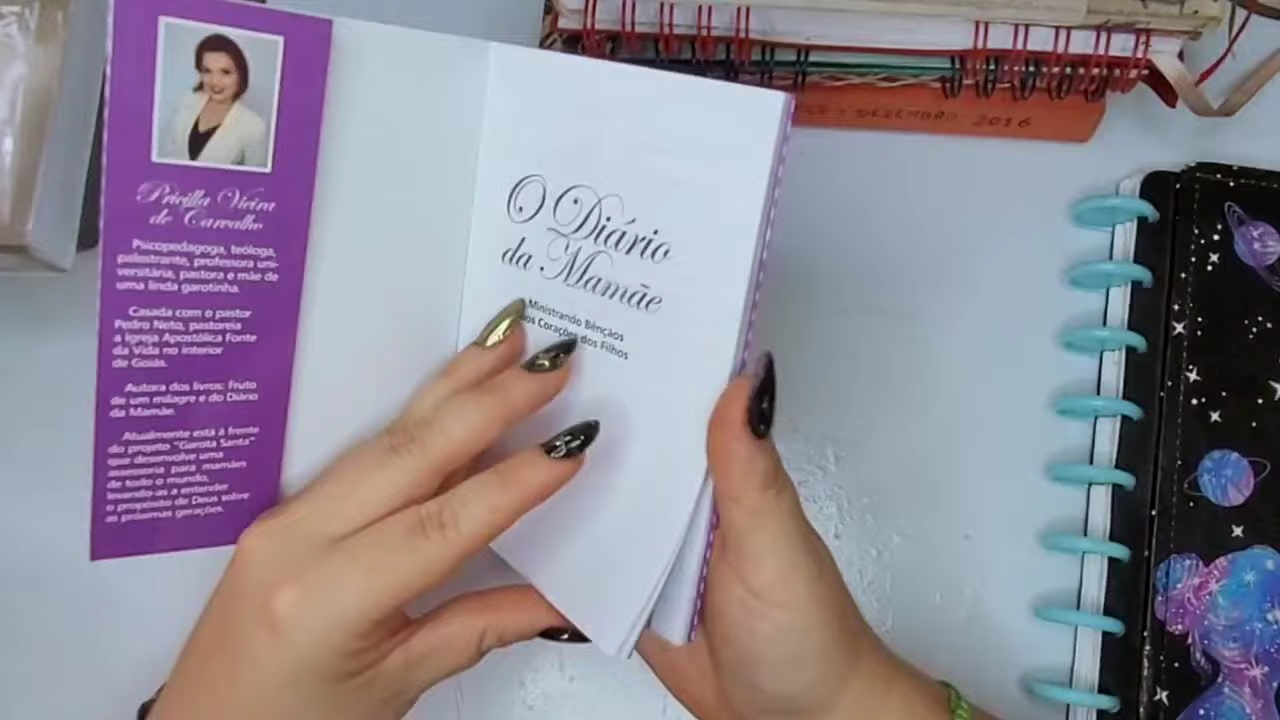 Pricilla Vieira
de Carvalho
Psicopedagoga, teóloga,
palestrante, professora uni-
versitária, pastora e mãe de
uma linda garotinha.
Casada com o pastor
Pedro Neto, pastoreia
a Igreja Apostólica Fonte
da Vida no interior
de Goiás.
Autora dos livros: Fruto
de um milagre e do Diário
da Mamãe.
Atualmente está à frente
do projeto "Garota Santa"
que desenvolve uma
assessoria para mamães
de todo o mundo,
levando-as a entender
o propósito de Deus sobre
as próximas gerações.
O Diário
da Mamãe
Ministrando Bênçãos
aos Corações dos Filhos
DEZEMBRO 2016